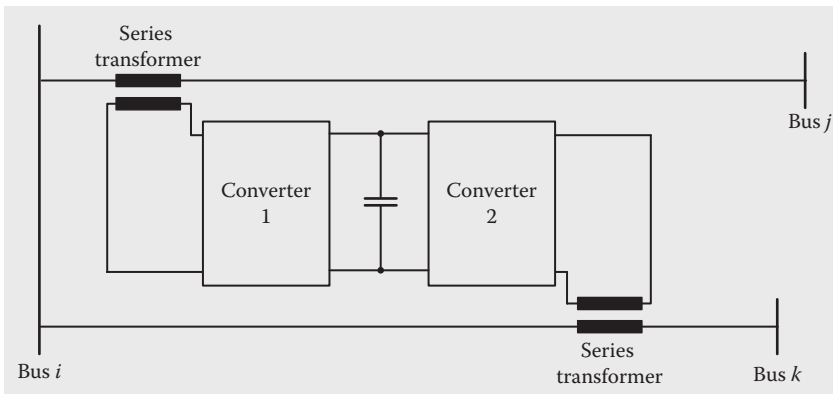 Series
transformer
Bus j
Converter
1
Converter
2
Bus i
Series
transformer
Bus k